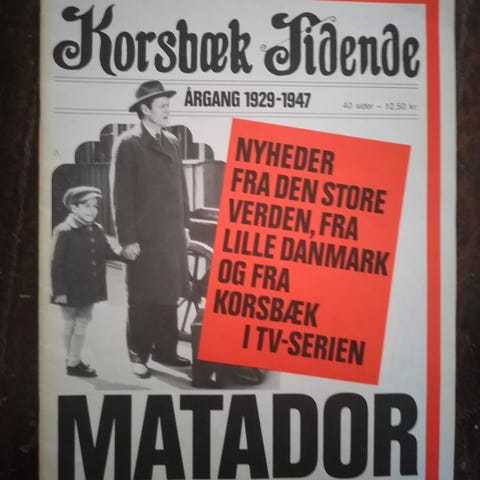 Korsbæk Tidende
ÅRGANG 1929-1947
40 sider – 12,50 kr.
NYHEDER
FRA DEN STORE
VERDEN, FRA
LILLE DANMARK
OG FRA
KORSBÆK
I TV-SERIEN
MATADOR